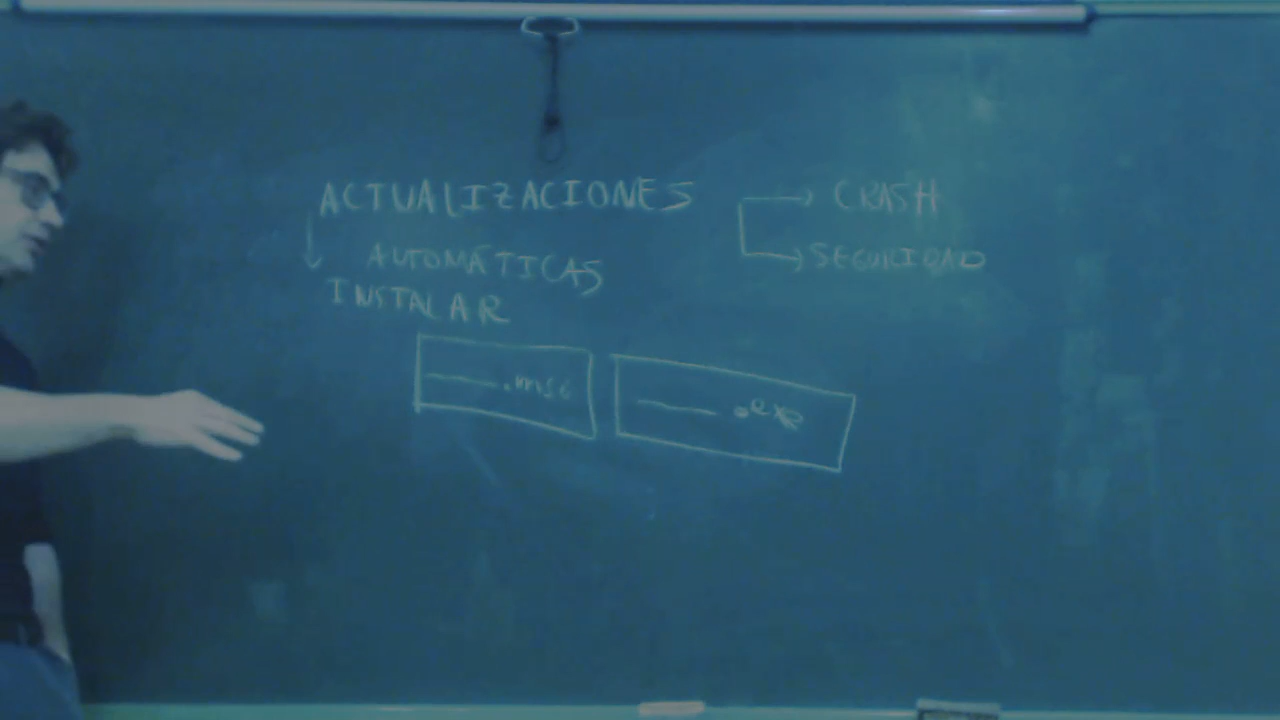 ACTUALIZACIONES → CRASH
→ SEGURIDAD
AUTOMÁTICAS
INSTALAR
.msi .exe